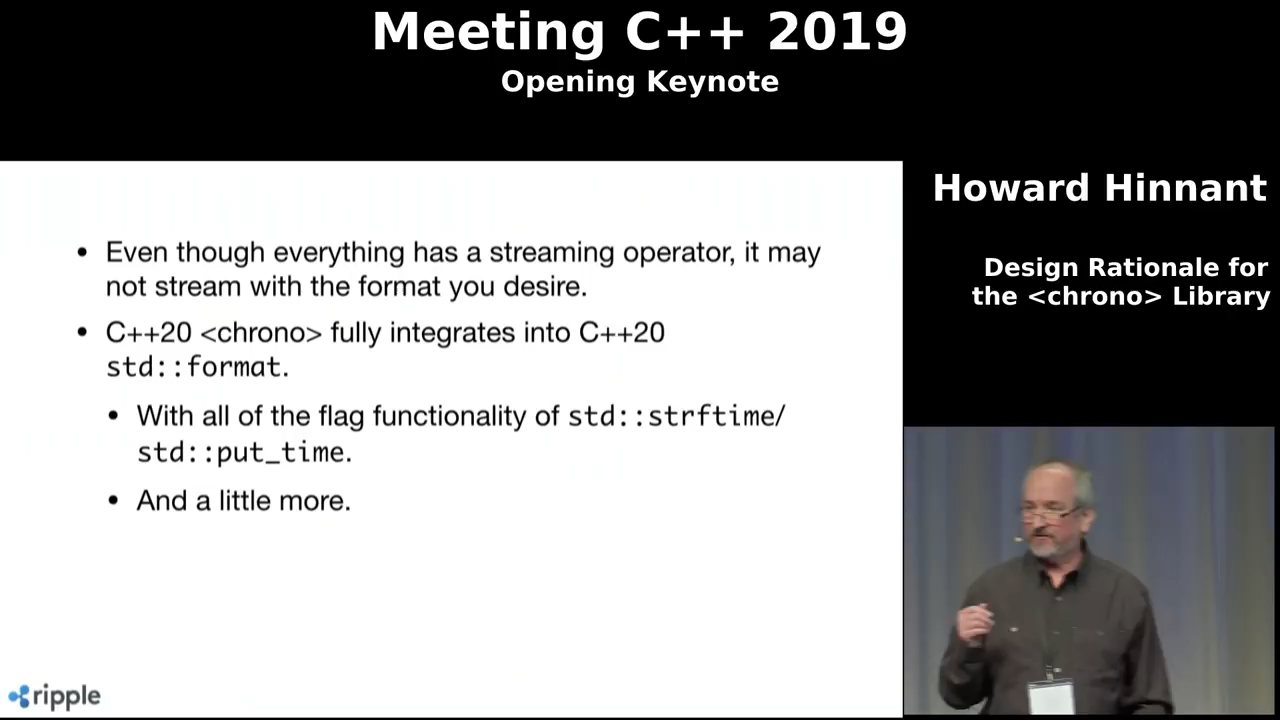 Meeting C++ 2019
Opening Keynote
Howard Hinnant
Design Rationale for
the <chrono> Library
• Even though everything has a streaming operator, it may
not stream with the format you desire.
• C++20 <chrono> fully integrates into C++20
std::format.
• With all of the flag functionality of std::strftime/
std::put_time.
• And a little more.
ripple